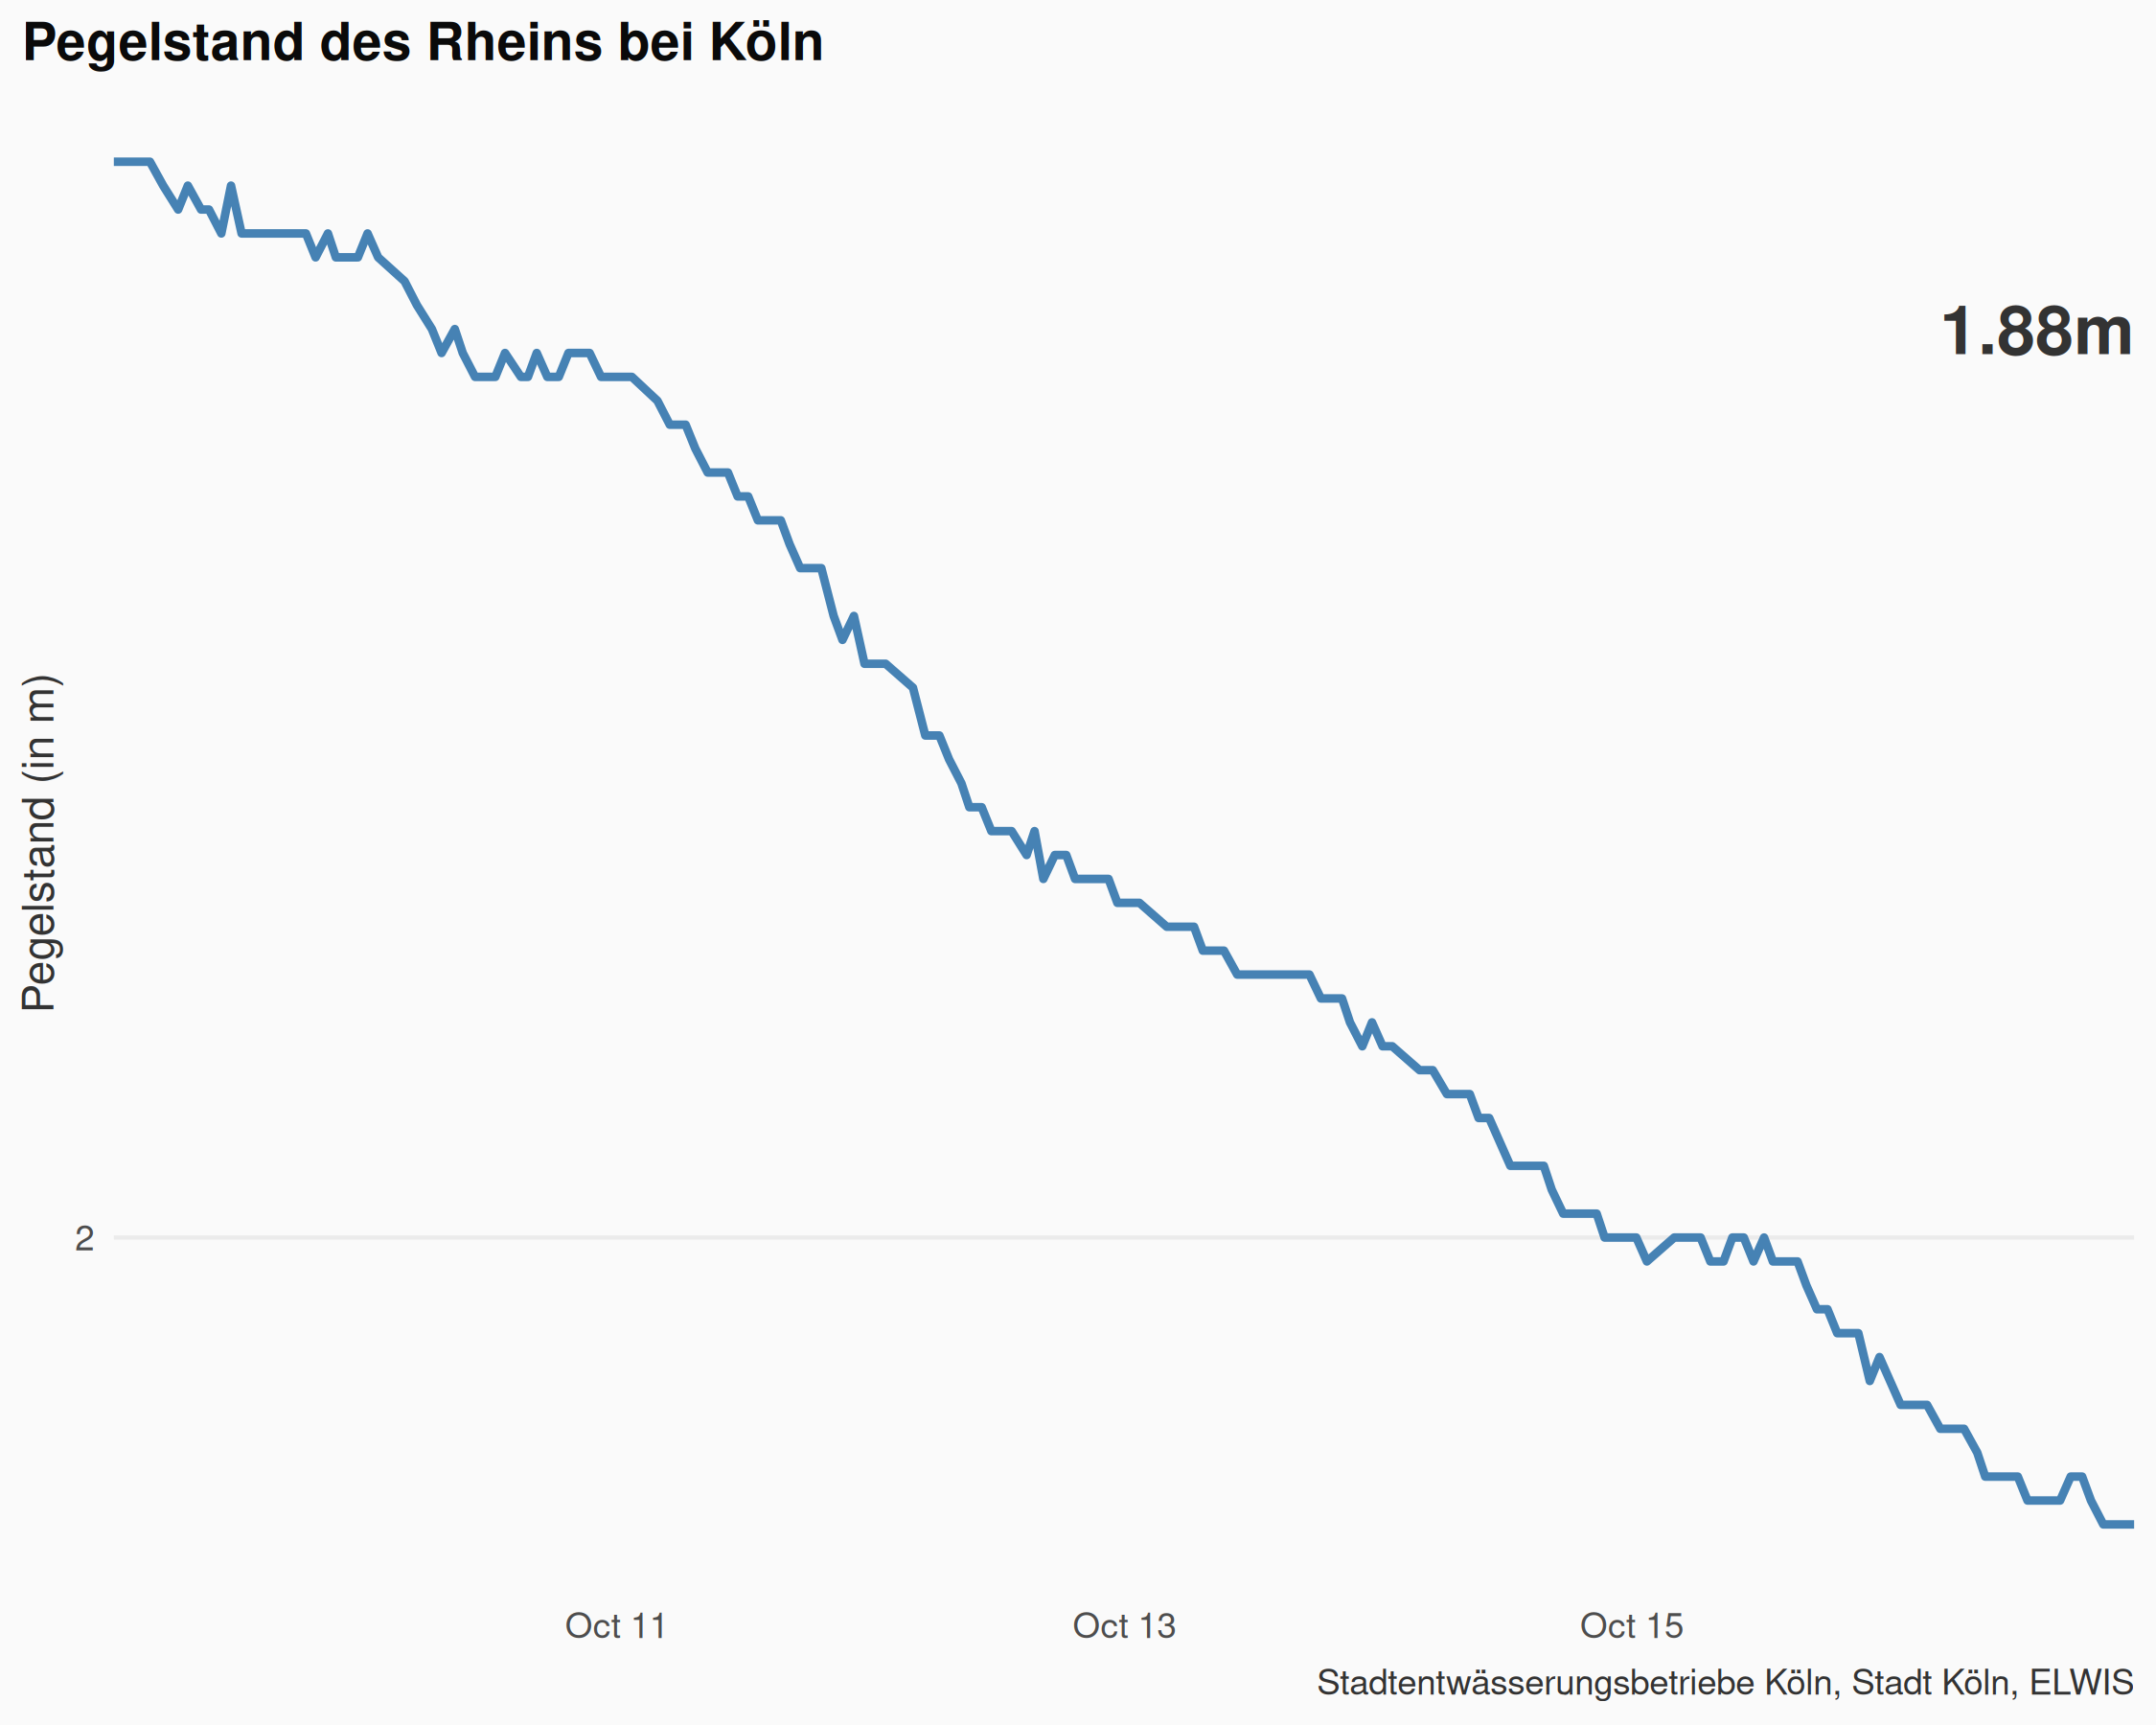 Pegelstand des Rheins bei Köln
1.88m
Pegelstand (in m)
2
Oct 11
Oct 13
Oct 15
Stadtentwässerungsbetriebe Köln, Stadt Köln, ELWIS